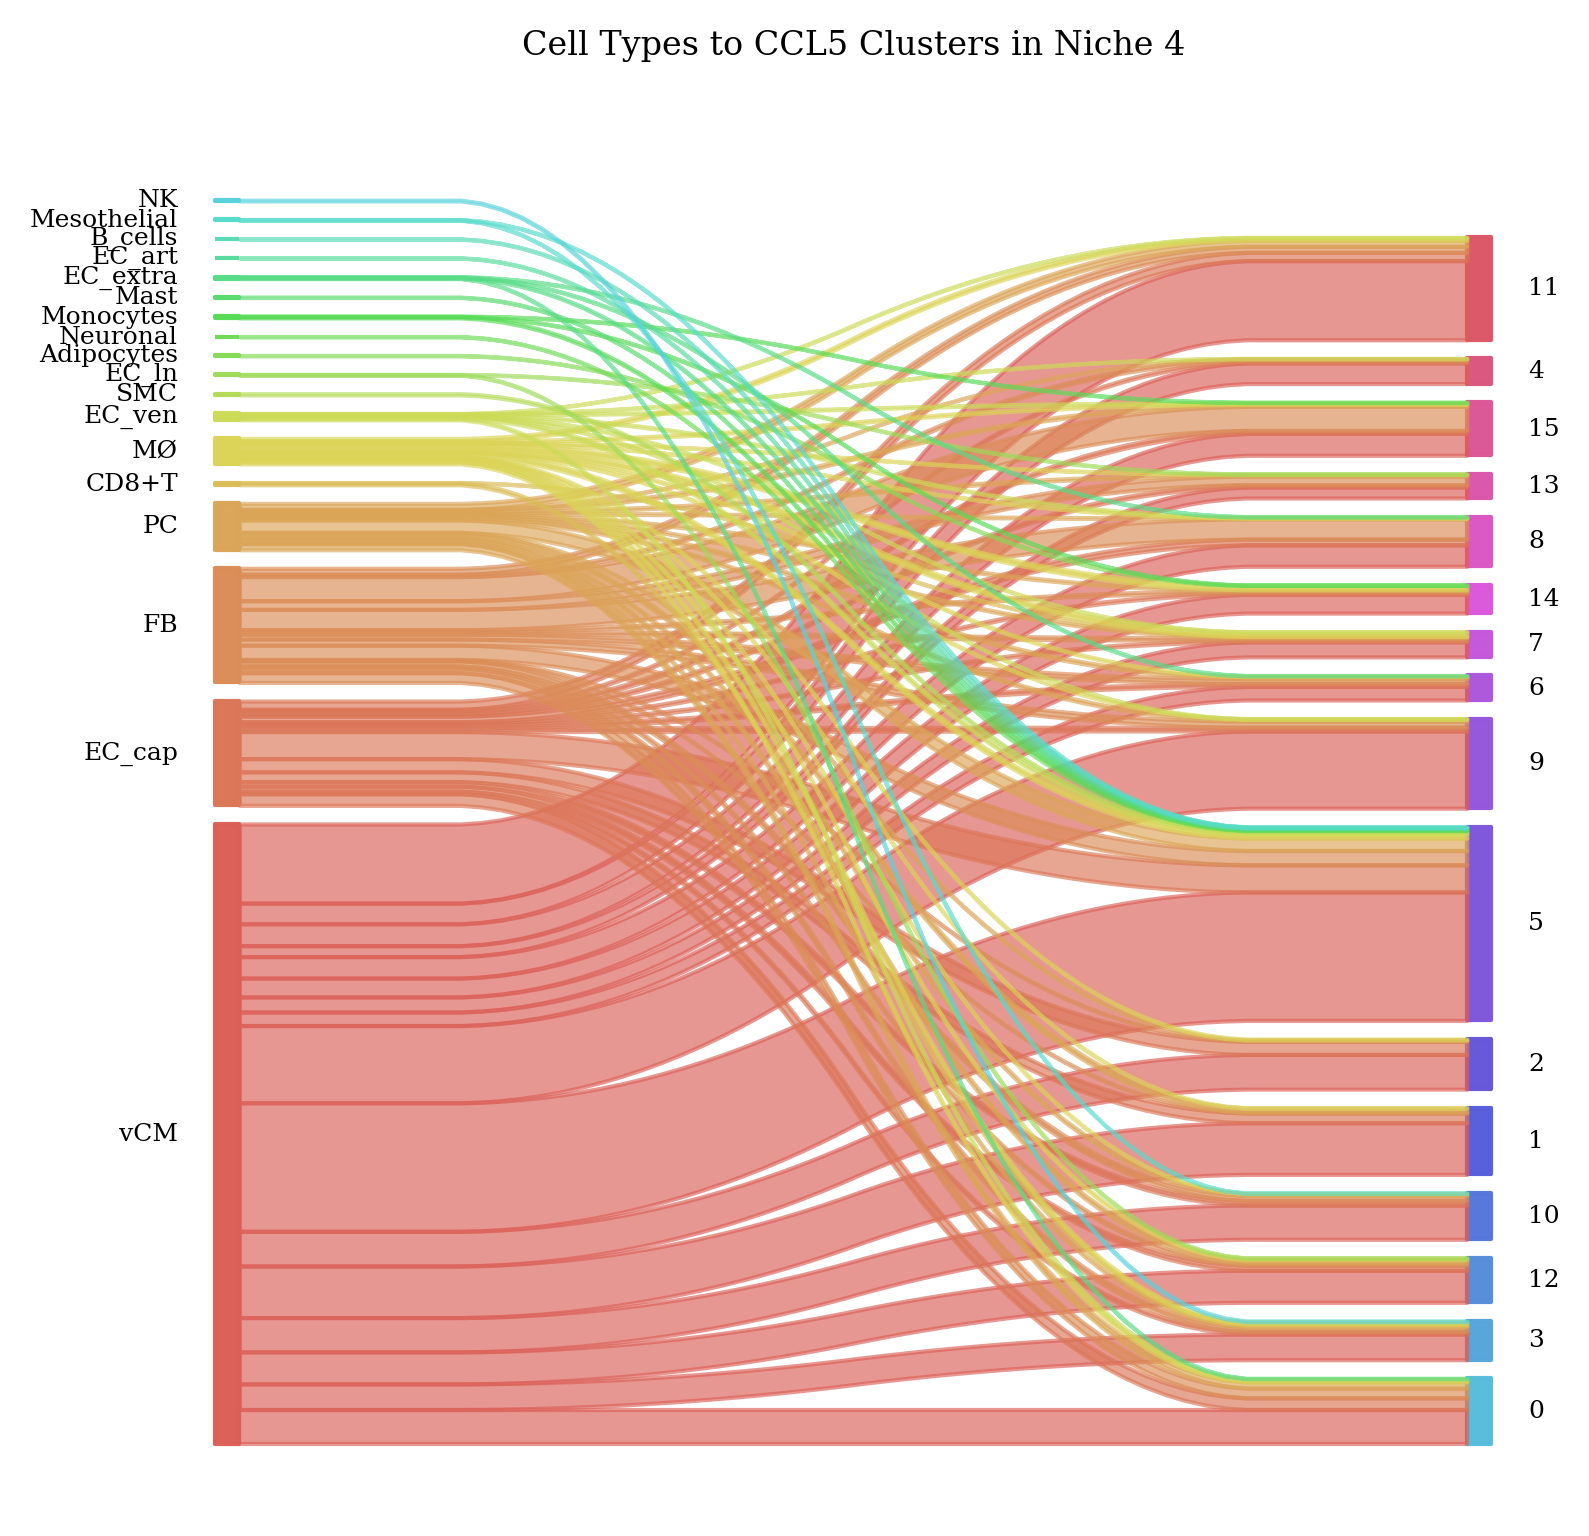 Cell Types to CCL5 Clusters in Niche 4
NK
Mesothelial
B_cells
EC_art
EC_extra
Mast
Monocytes
Neuronal
Adipocytes
EC_ln
SMC
EC_ven
MØ
CD8+T
PC
FB
EC_cap
vCM
11
4
15
13
8
14
7
6
9
5
2
1
10
12
3
0